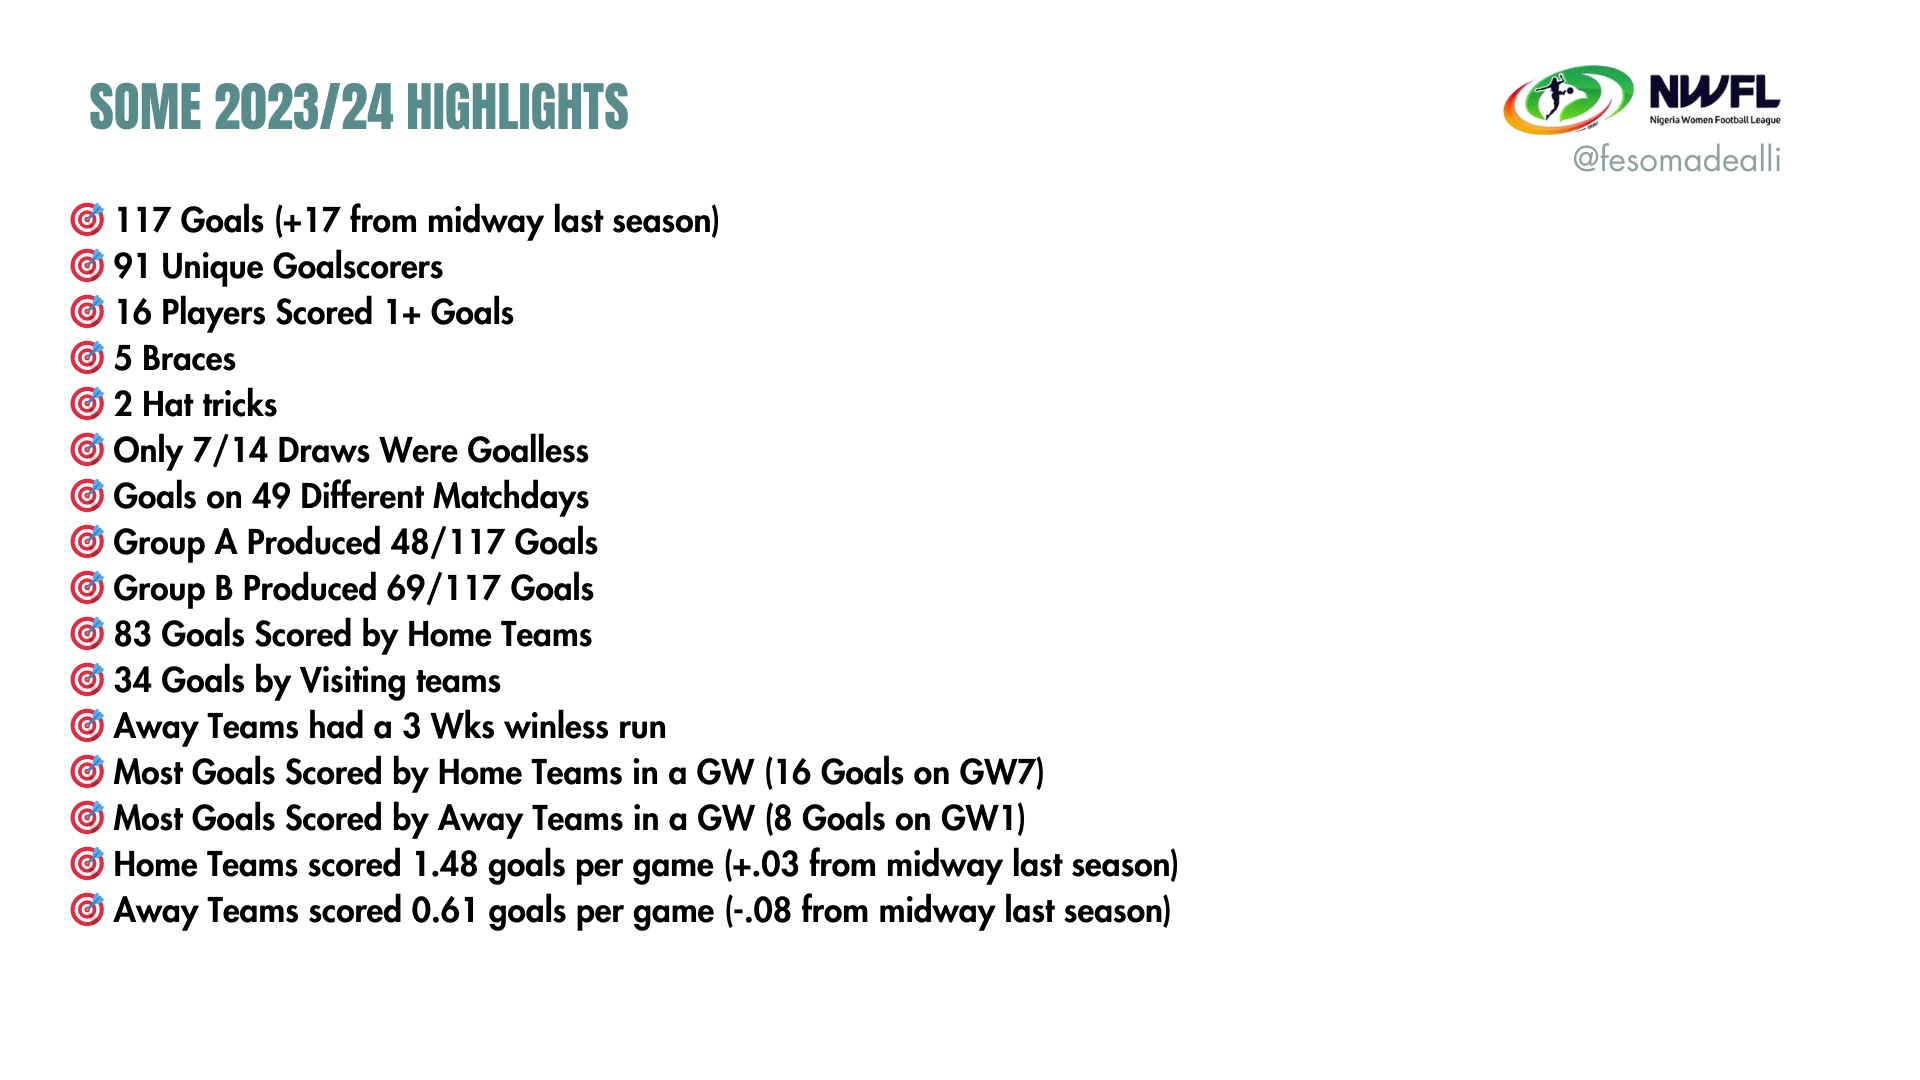 SOME 2023/24 HIGHLIGHTS
NWFL
Nigeria Women Football League
@fesomadealli
🎯 117 Goals (+17 from midway last season)
🎯 91 Unique Goalscorers
🎯 16 Players Scored 1+ Goals
🎯 5 Braces
🎯 2 Hat tricks
🎯 Only 7/14 Draws Were Goalless
🎯 Goals on 49 Different Matchdays
🎯 Group A Produced 48/117 Goals
🎯 Group B Produced 69/117 Goals
🎯 83 Goals Scored by Home Teams
🎯 34 Goals by Visiting teams
🎯 Away Teams had a 3 Wks winless run
🎯 Most Goals Scored by Home Teams in a GW (16 Goals on GW7)
🎯 Most Goals Scored by Away Teams in a GW (8 Goals on GW1)
🎯 Home Teams scored 1.48 goals per game (+.03 from midway last season)
🎯 Away Teams scored 0.61 goals per game (-.08 from midway last season)